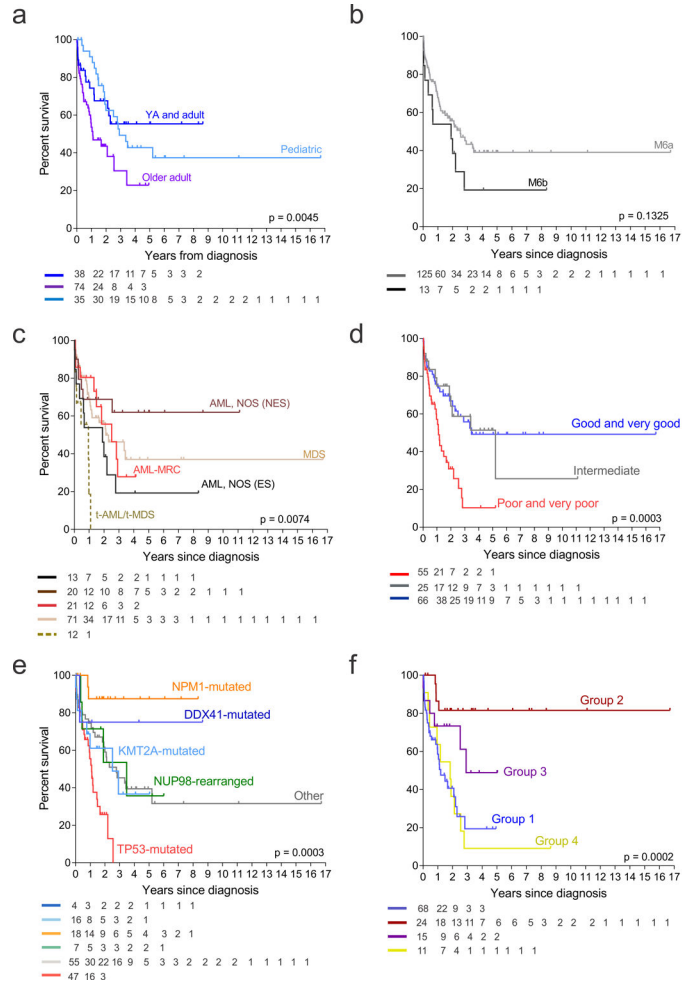 a
100
80
60
40
20
Percent survival
YA and adult
Pediatric
Older adult
p = 0.0045
0 1 2 3 4 5 6 7 8 9 10 11 12 13 14 15 16 17
Years from diagnosis
38 22 17 11 7 5 3 3 2
74 24 8 4 3
35 30 19 15 10 8 5 3 2 2 2 2 1 1 1 1 1
b
100
80
60
40
20
0
Percent survival
M6a
M6b
p = 0.1325
0 1 2 3 4 5 6 7 8 9 10 11 12 13 14 15 16 17
Years since diagnosis
125 60 34 23 14 8 6 5 3 2 2 2 1 1 1 1 1
13 7 5 2 2 1 1 1 1
c
100
80
60
40
20
0
Percent survival
AML, NOS (NES)
MDS
AML-MRC
AML, NOS (ES)
t-AML/t-MDS
p = 0.0074
0 1 2 3 4 5 6 7 8 9 10 11 12 13 14 15 16 17
Years since diagnosis
13 7 5 2 2 1 1 1 1
20 12 10 8 7 5 3 2 2 1 1 1
21 12 6 3 2
71 34 17 11 5 3 3 3 1 1 1 1 1 1 1 1 1
12 1
d
100
80
60
40
20
0
Percent survival
Good and very good
Intermediate
Poor and very poor
p = 0.0003
0 1 2 3 4 5 6 7 8 9 10 11 12 13 14 15 16 17
Years since diagnosis
55 21 7 2 2 1
25 17 12 9 7 3 1 1 1 1 1 1
66 38 25 19 11 9 7 5 3 1 1 1 1 1 1 1 1
e
100
80
60
40
20
0
Percent survival
NPM1-mutated
DDX41-mutated
KMT2A-mutated
NUP98-rearranged
Other
TP53-mutated
p = 0.0003
0 1 2 3 4 5 6 7 8 9 10 11 12 13 14 15 16 17
Years since diagnosis
4 3 2 2 2 1 1 1 1
16 8 5 3 2 1
18 14 9 6 5 4 3 2 1
7 5 3 3 2 2 1
55 30 22 16 9 5 3 3 2 2 2 2 1 1 1 1 1
47 16 3
f
100
80
60
40
20
0
Percent survival
Group 2
Group 3
Group 1
Group 4
p = 0.0002
0 1 2 3 4 5 6 7 8 9 10 11 12 13 14 15 16 17
Years since diagnosis
68 22 9 3 3
24 18 13 11 7 6 6 5 3 2 2 1 1 1 1 1 1
15 9 6 4 2 2
11 7 4 1 1 1 1 1 1